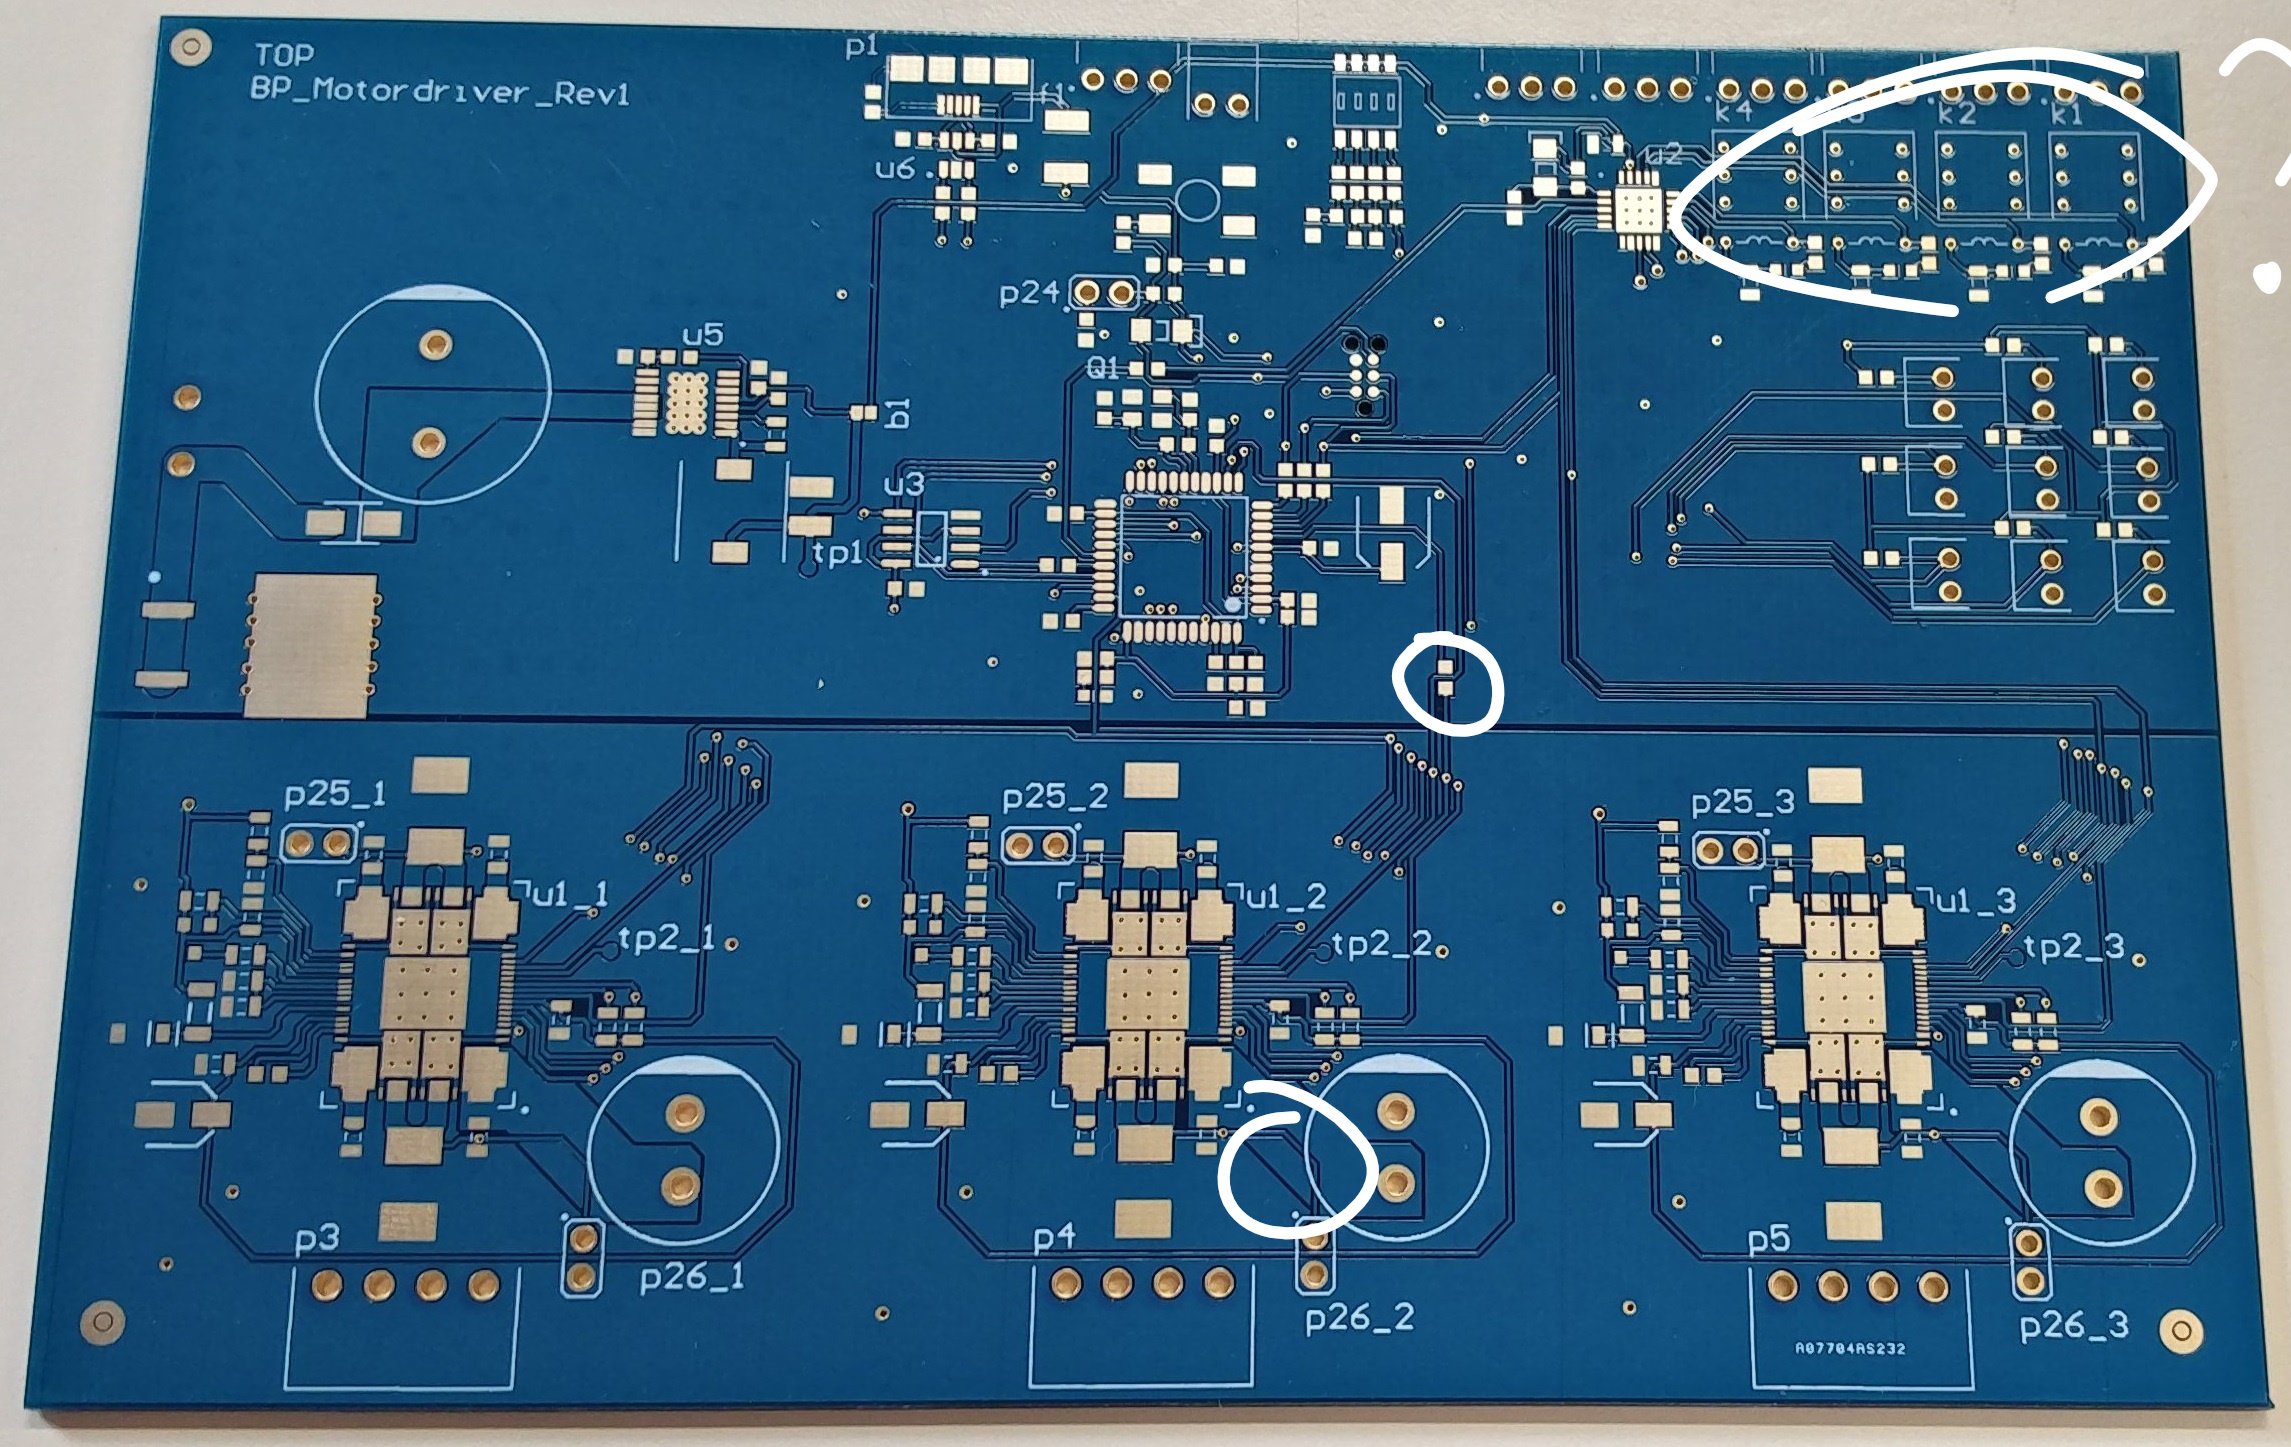 TOP
BP_Motordriver_Rev1
p1
f1
k4
k2
k1
u2
u6
p24
u5
Q1
b1
u3
tp1
p25_1
p25_2
p25_3
u1_1
u1_2
u1_3
tp2_1
tp2_2
tp2_3
p3
p4
p5
p26_1
p26_2
p26_3
A07704AS232
?